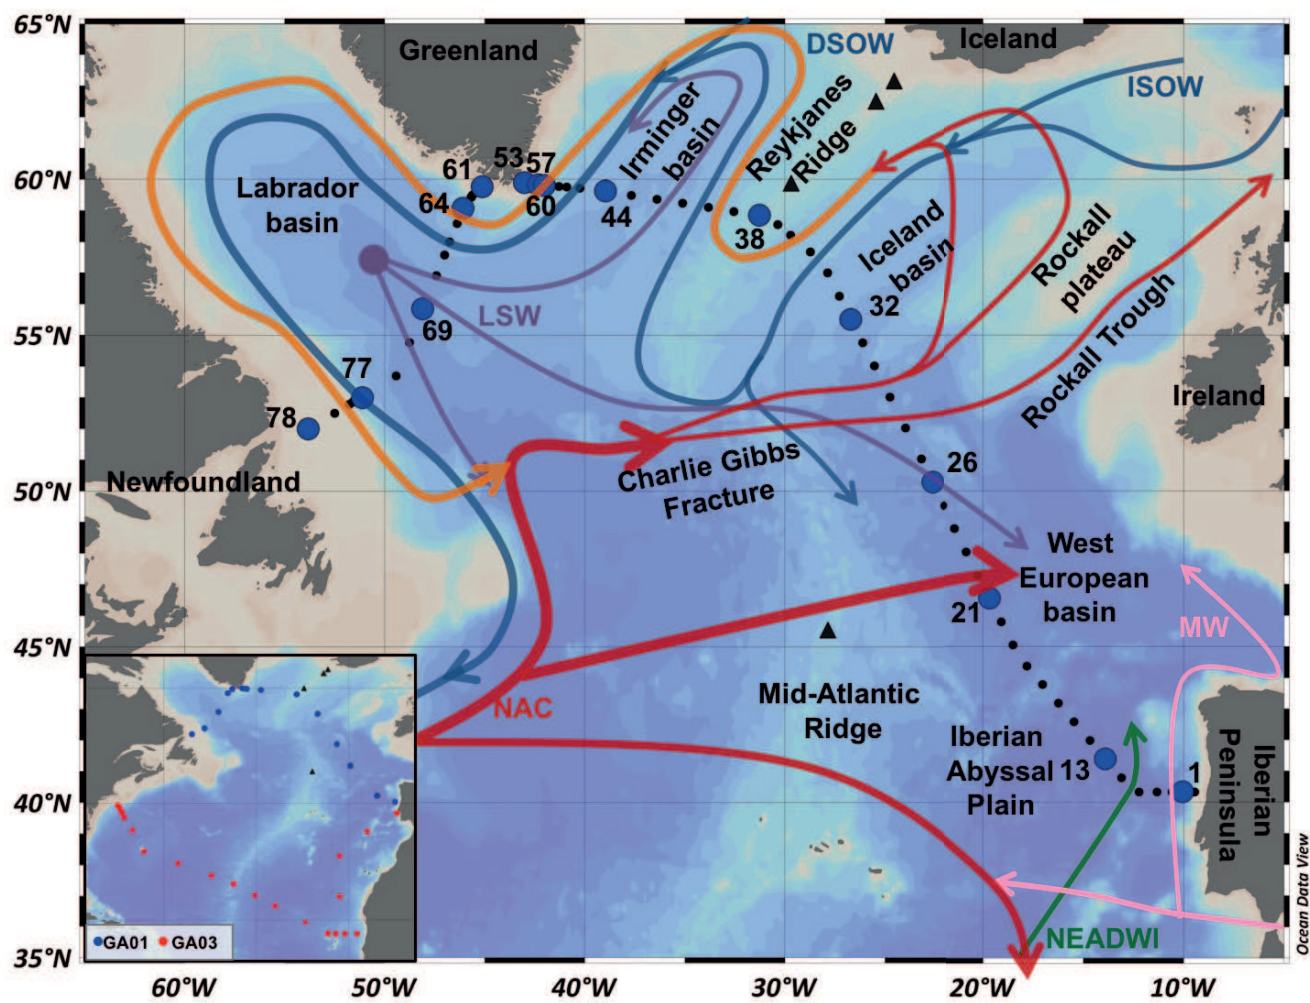 65°N
60°N
55°N
50°N
45°N
40°N
35°N
Greenland
DSOW
Iceland
ISOW
Irminger
basin
Reykjanes
Ridge
61
53
57
60
64
44
38
Labrador
basin
Iceland
basin
Rockall
plateau
Rockall Trough
32
LSW
69
77
78
Ireland
Newfoundland
Charlie Gibbs
Fracture
26
West
European
basin
21
MW
NAC
Mid-Atlantic
Ridge
Iberian
Abyssal
Plain
13
1
Iberian
Peninsula
NEADWI
GA01
GA03
Ocean Data View
60°W
50°W
40°W
30°W
20°W
10°W